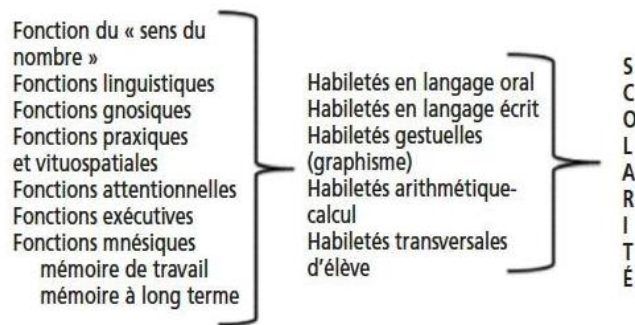 Fonction du « sens du
nombre »
Fonctions linguistiques
Fonctions gnosiques
Fonctions praxiques
et vituospatiales
Fonctions attentionnelles
Fonctions exécutives
Fonctions mnésiques
mémoire de travail
mémoire à long terme
Habiletés en langage oral
Habiletés en langage écrit
Habiletés gestuelles
(graphisme)
Habiletés arithmétique-
calcul
Habiletés transversales
d'élève
S
C
O
L
A
R
I
T
É